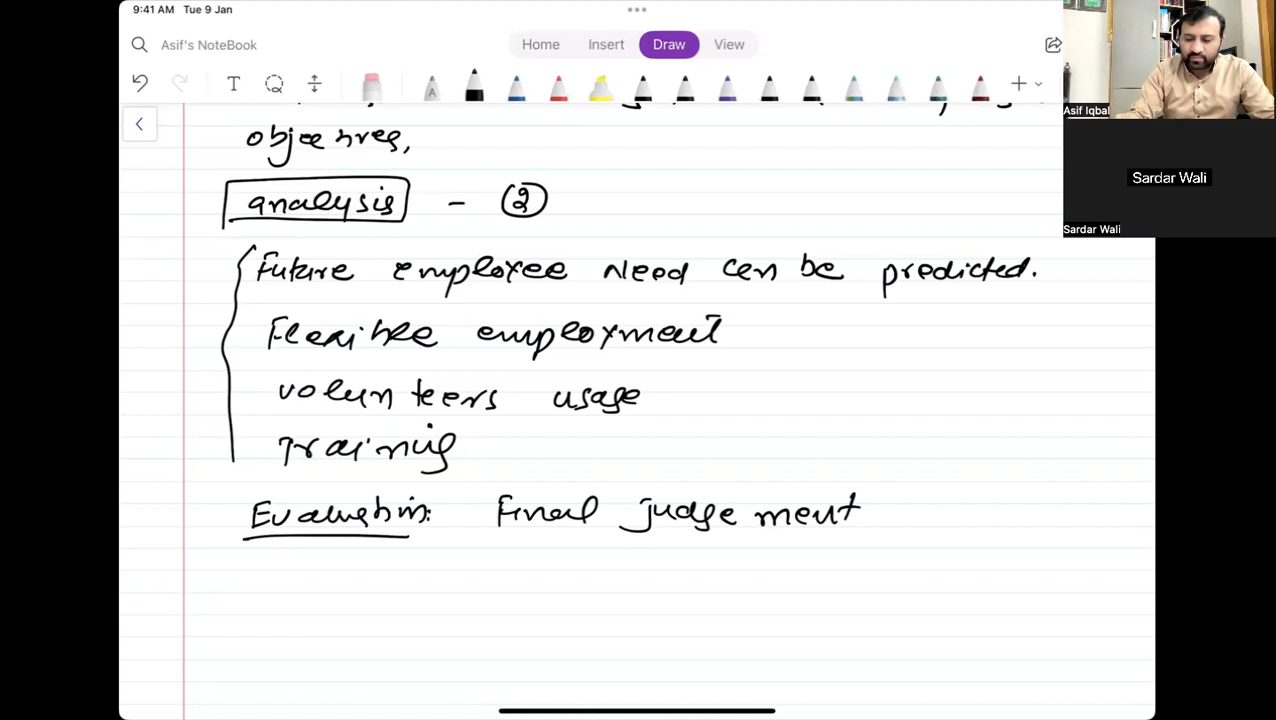 9:41 AM Tue 9 Jan
Asif's NoteBook
Home Insert Draw View
T
A
Asif Iqbal
Sardar Wali
Sardar Wali
objectives,
analysis - 2
Future employee need can be predicted.
Flexible employment
volunteers usage
Training
Evaluation: Final judgement